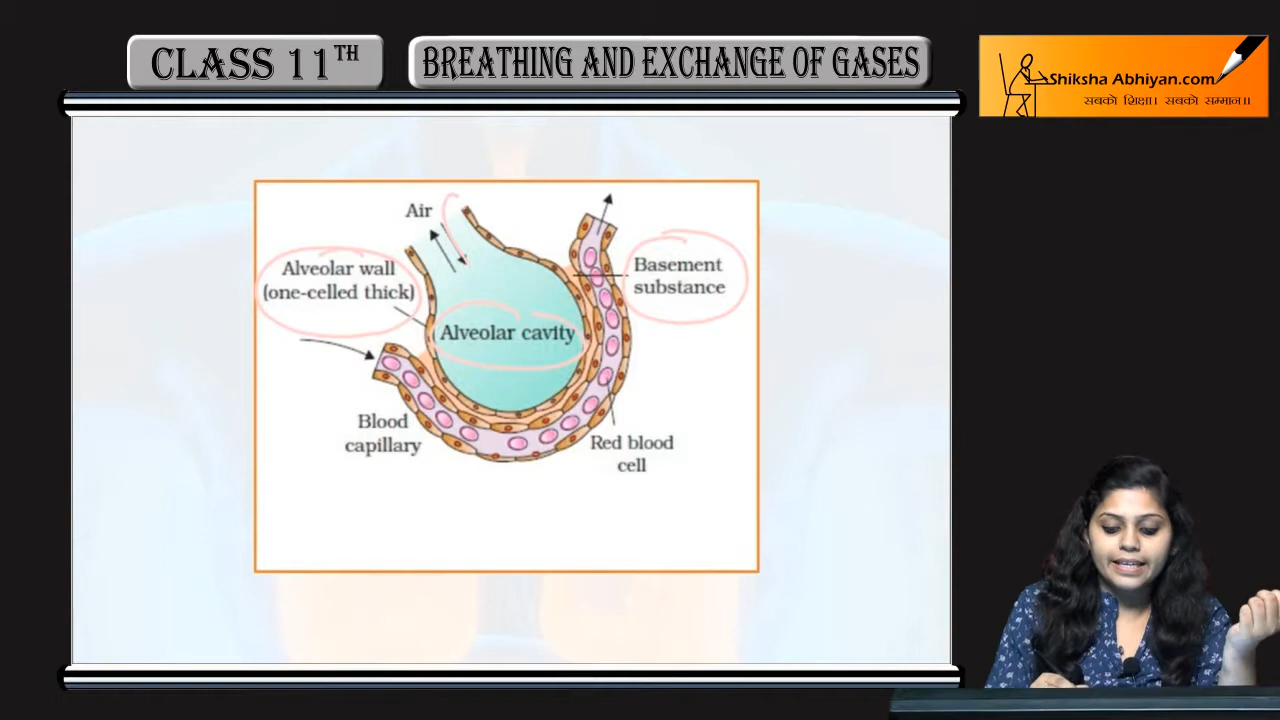 CLASS 11TH
BREATHING AND EXCHANGE OF GASES
Shiksha Abhiyan.com
सबको शिक्षा। सबको सम्मान॥
Air
Alveolar wall
(one-celled thick)
Basement
substance
Alveolar cavity
Blood
capillary
Red blood
cell